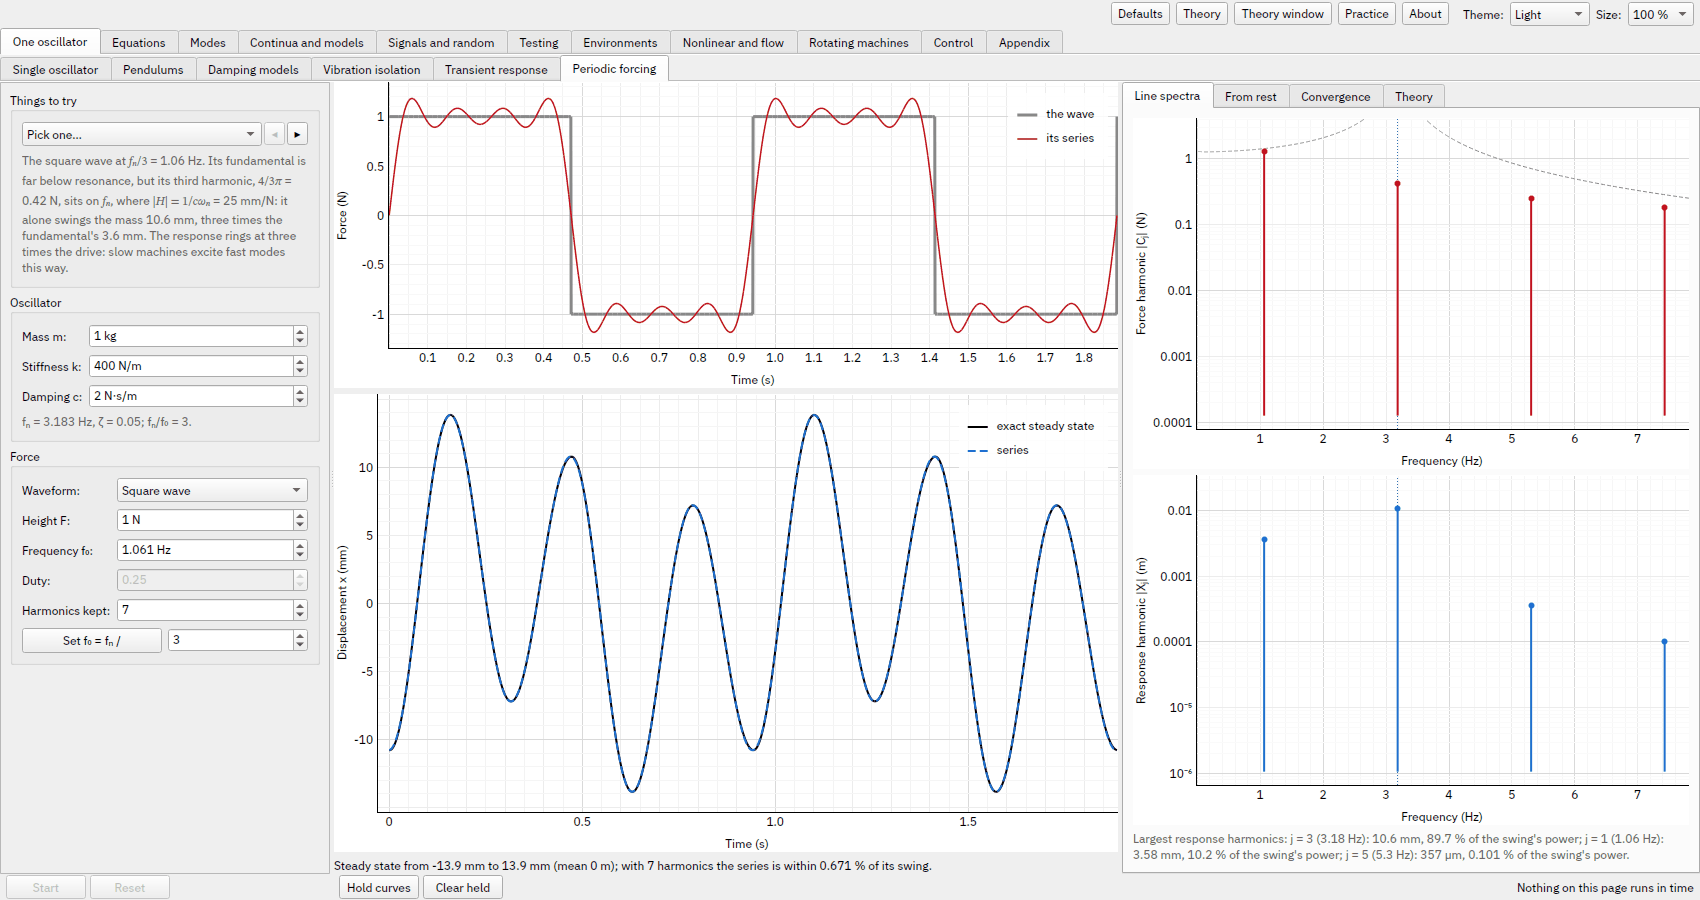 Defaults Theory Theory window Practice About Theme: Light Size: 100 %
One oscillator Equations Modes Continua and models Signals and random Testing Environments Nonlinear and flow Rotating machines Control Appendix
Single oscillator Pendulums Damping models Vibration isolation Transient response Periodic forcing
Things to try
Pick one...
The square wave at fₙ/3 = 1.06 Hz. Its fundamental is
far below resonance, but its third harmonic, 4/3π =
0.42 N, sits on fₙ, where |H| = 1/cωₙ = 25 mm/N: it
alone swings the mass 10.6 mm, three times the
fundamental's 3.6 mm. The response rings at three
times the drive: slow machines excite fast modes
this way.
Oscillator
Mass m: 1 kg
Stiffness k: 400 N/m
Damping c: 2 N·s/m
fₙ = 3.183 Hz, ζ = 0.05; fₙ/f₀ = 3.
Force
Waveform: Square wave
Height F: 1 N
Frequency f₀: 1.061 Hz
Duty: 0.25
Harmonics kept: 7
Set f₀ = fₙ / 3
Start Reset
the wave
its series
Force (N)
1
0.5
0
-0.5
-1
0.1 0.2 0.3 0.4 0.5 0.6 0.7 0.8 0.9 1.0 1.1 1.2 1.3 1.4 1.5 1.6 1.7 1.8
Time (s)
exact steady state
series
Displacement x (mm)
10
5
0
-5
-10
0 0.5 1.0 1.5
Time (s)
Steady state from -13.9 mm to 13.9 mm (mean 0 m); with 7 harmonics the series is within 0.671 % of its swing.
Hold curves Clear held
Line spectra From rest Convergence Theory
Force harmonic |Cⱼ| (N)
1
0.1
0.01
0.001
0.0001
1 2 3 4 5 6 7
Frequency (Hz)
Response harmonic |Xⱼ| (m)
0.01
0.001
0.0001
10⁻⁵
10⁻⁶
1 2 3 4 5 6 7
Frequency (Hz)
Largest response harmonics: j = 3 (3.18 Hz): 10.6 mm, 89.7 % of the swing's power; j = 1 (1.06 Hz):
3.58 mm, 10.2 % of the swing's power; j = 5 (5.3 Hz): 357 µm, 0.101 % of the swing's power.
Nothing on this page runs in time